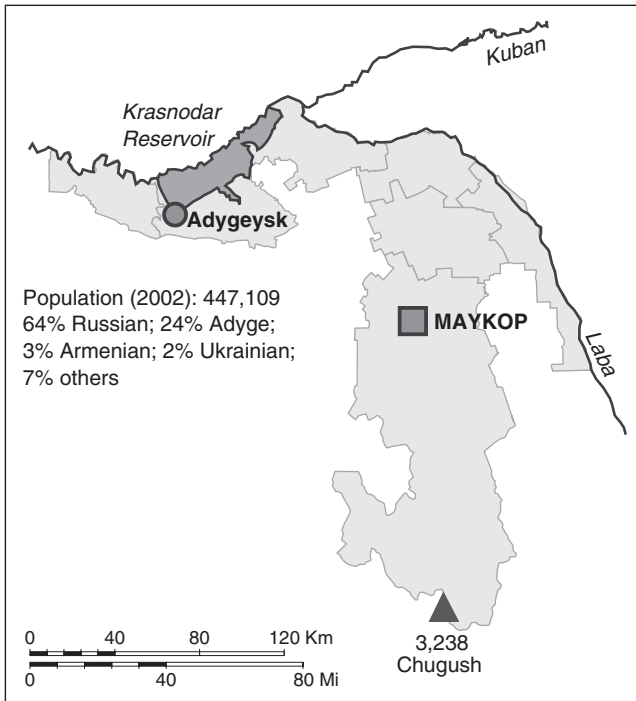 Kuban
Krasnodar
Reservoir
Adygeysk
Population (2002): 447,109
64% Russian; 24% Adyge;
3% Armenian; 2% Ukrainian;
7% others
MAYKOP
Laba
0 40 80 120 Km
0 40 80 Mi
3,238
Chugush